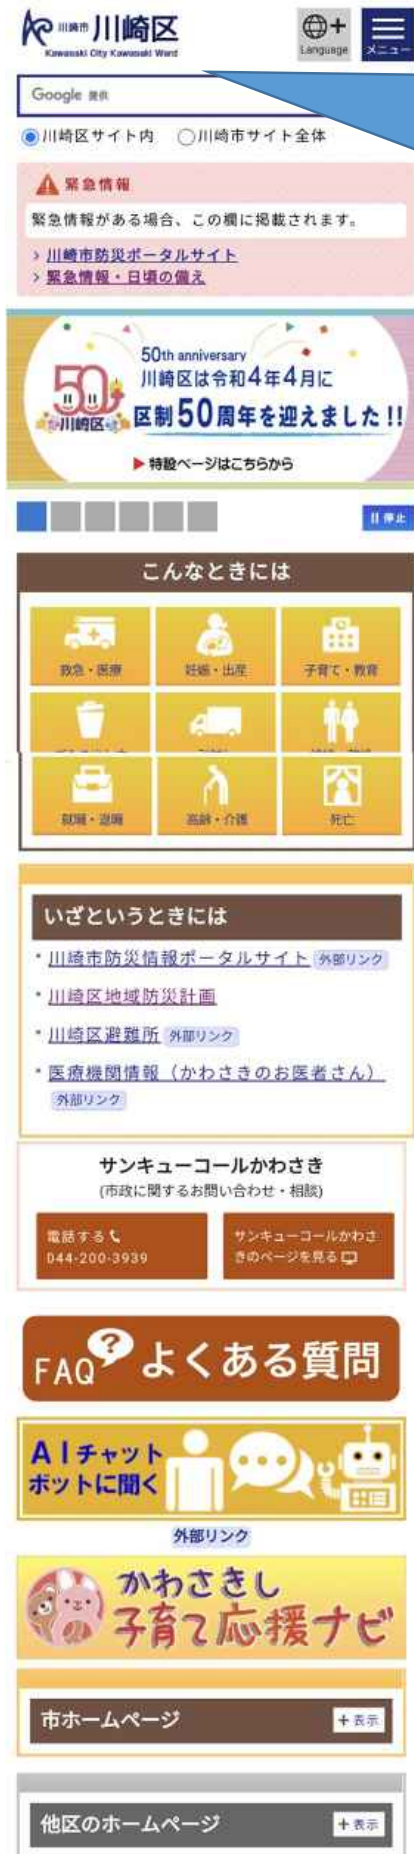 川崎市 川崎区
Kawasaki City Kawasaki Ward
Language
メニュー
Google 提供
川崎区サイト内 川崎市サイト全体
緊急情報
緊急情報がある場合、この欄に掲載されます。
› 川崎市防災ポータルサイト
› 緊急情報・日頃の備え
50th anniversary
川崎区は令和4年4月に
50
川崎区
区制50周年を迎えました!!
▶ 特設ページはこちらから
停止
こんなときには
救急・医療 妊娠・出産 子育て・教育
就職・退職 高齢・介護 死亡
いざというときには
川崎市防災情報ポータルサイト 外部リンク
川崎区地域防災計画
川崎区避難所 外部リンク
医療機関情報（かわさきのお医者さん）
外部リンク
サンキューコールかわさき
(市政に関するお問い合わせ・相談)
電話する
044-200-3939
サンキューコールかわさ
きのページを見る
FAQ ? よくある質問
AIチャット
ボットに聞く
外部リンク
かわさきし
子育て応援ナビ
市ホームページ +表示
他区のホームページ +表示